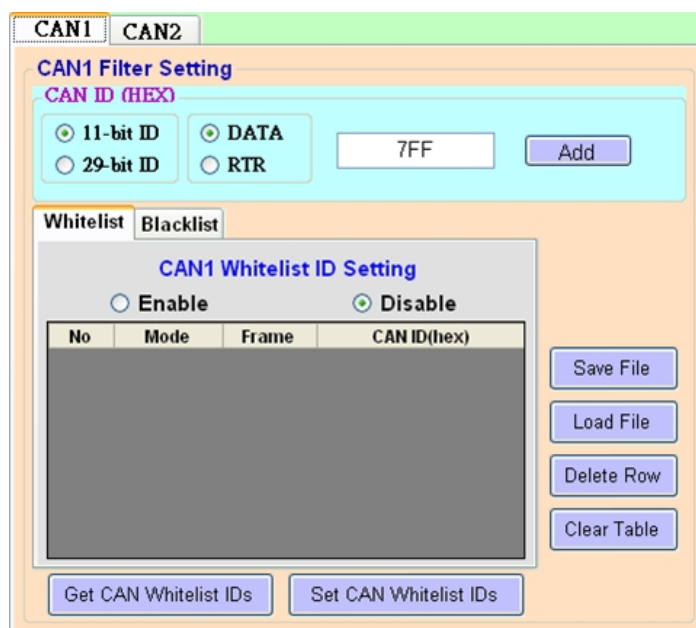 CAN1 CAN2
CAN1 Filter Setting
CAN ID (HEX)
11-bit ID DATA
29-bit ID RTR
7FF Add
Whitelist Blacklist
CAN1 Whitelist ID Setting
Enable Disable
No Mode Frame CAN ID(hex)
Save File
Load File
Delete Row
Clear Table
Get CAN Whitelist IDs Set CAN Whitelist IDs